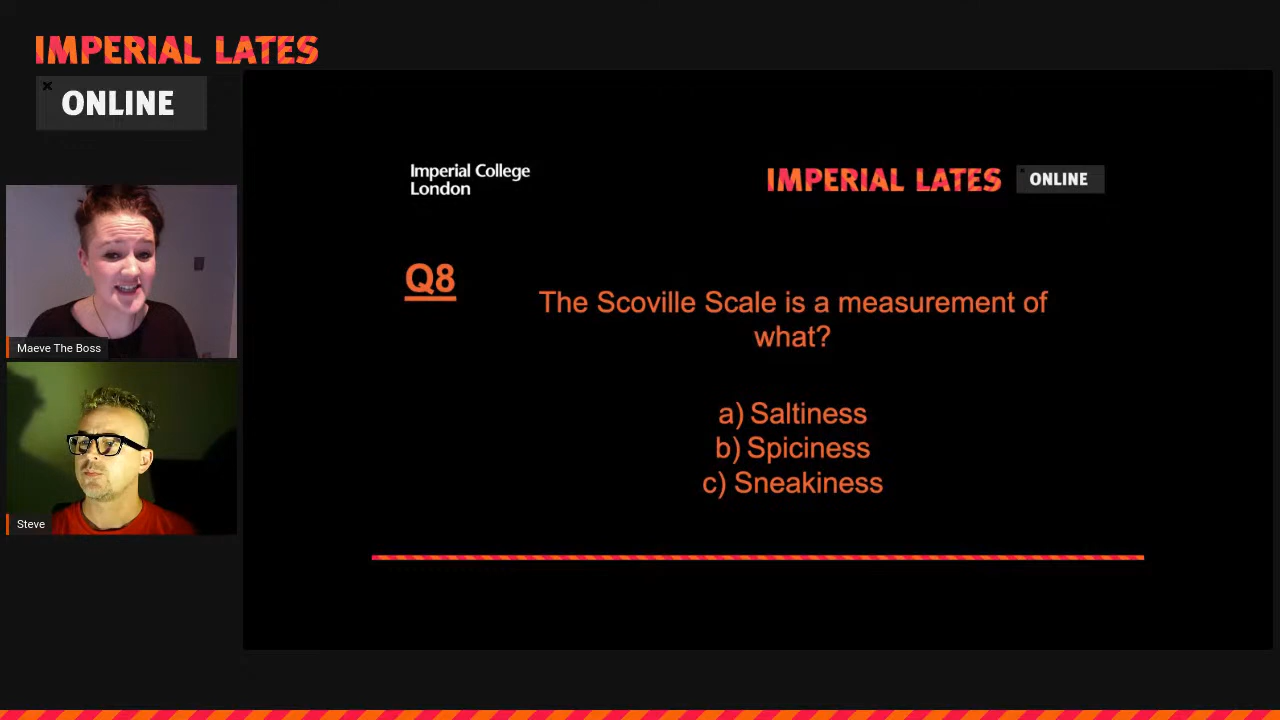 IMPERIAL LATES
ONLINE
Imperial College
London
IMPERIAL LATES ONLINE
Q8
The Scoville Scale is a measurement of
what?
a) Saltiness
b) Spiciness
c) Sneakiness
Maeve The Boss
Steve